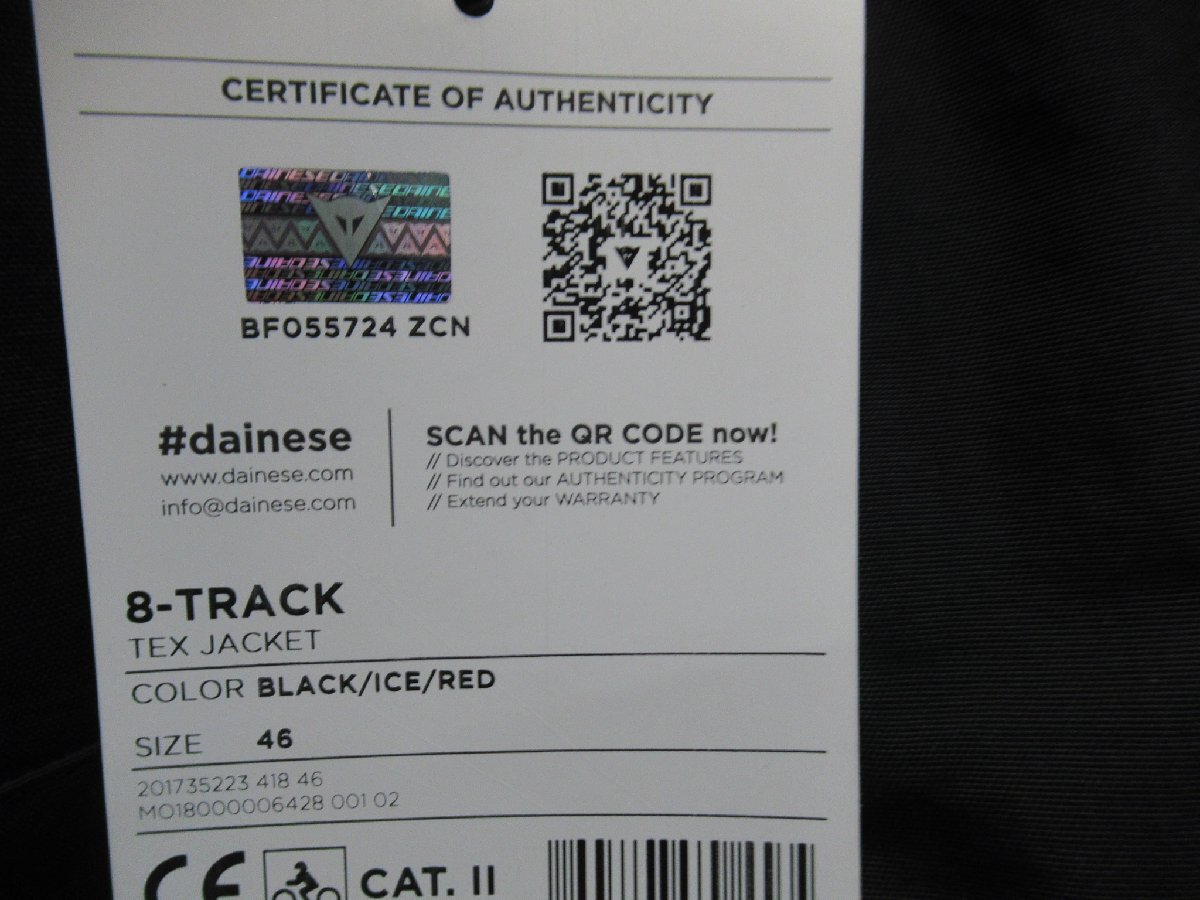 CERTIFICATE OF AUTHENTICITY
BF055724 ZCN
#dainese
www.dainese.com
info@dainese.com
SCAN the QR CODE now!
// Discover the PRODUCT FEATURES
// Find out our AUTHENTICITY PROGRAM
// Extend your WARRANTY
8-TRACK
TEX JACKET
COLOR BLACK/ICE/RED
SIZE 46
201735223 418 46
MO18000006428 001 02
CE CAT. II